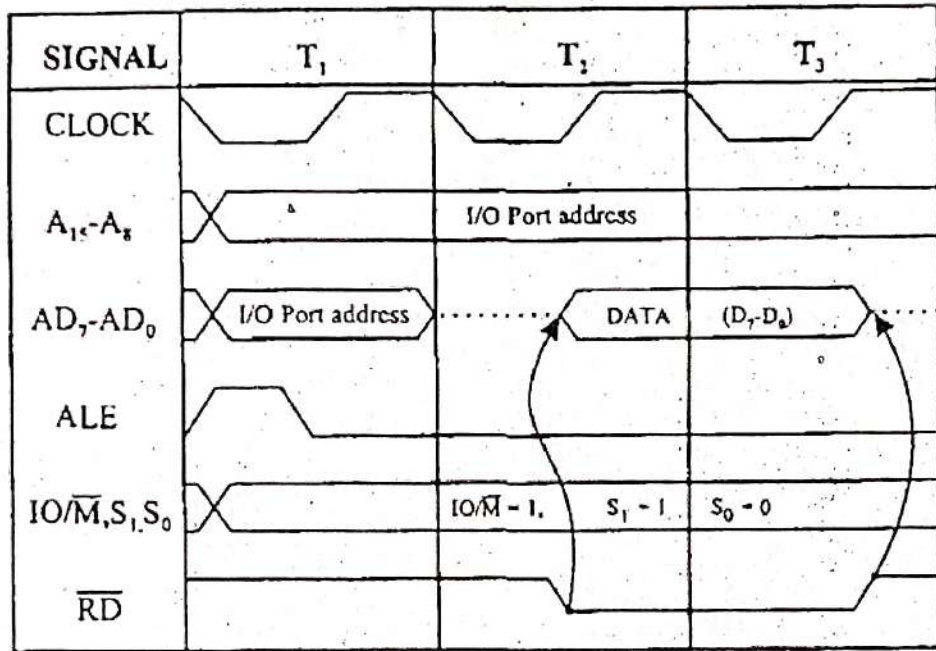 SIGNAL T₁ T₂ T₃
CLOCK
A₁₅-A₈ I/O Port address
AD₇-AD₀ I/O Port address DATA (D₇-D₀)
ALE
IO/M̅,S₁,S₀ IO/M̅ = 1, S₁ = 1 S₀ = 0
R̅D̅